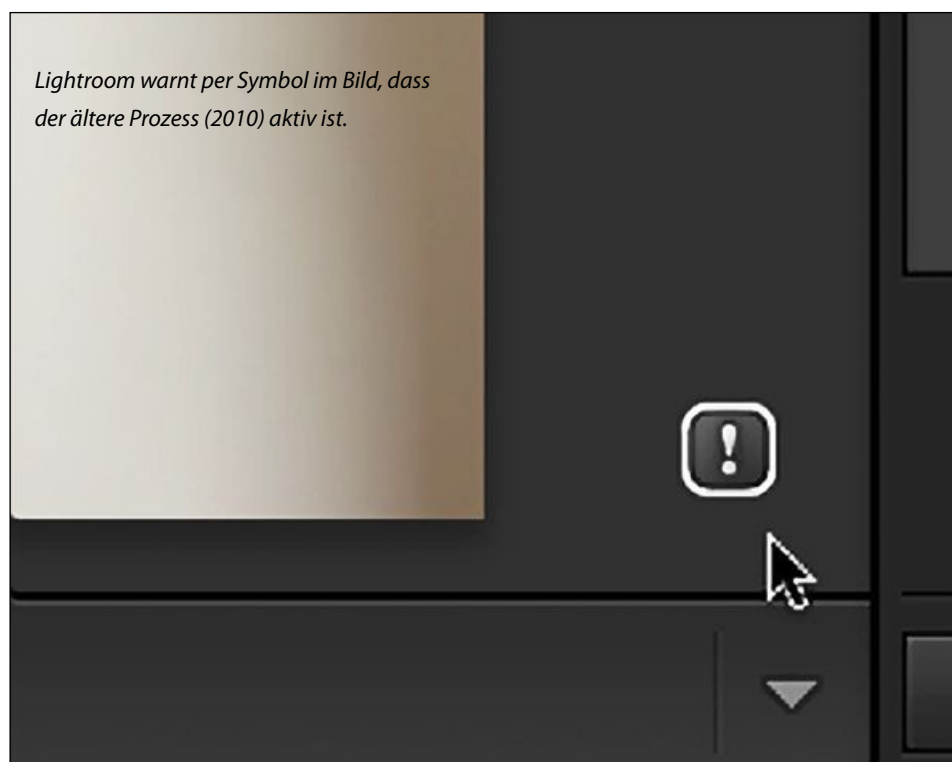 Lightroom warnt per Symbol im Bild, dass
der ältere Prozess (2010) aktiv ist.
!